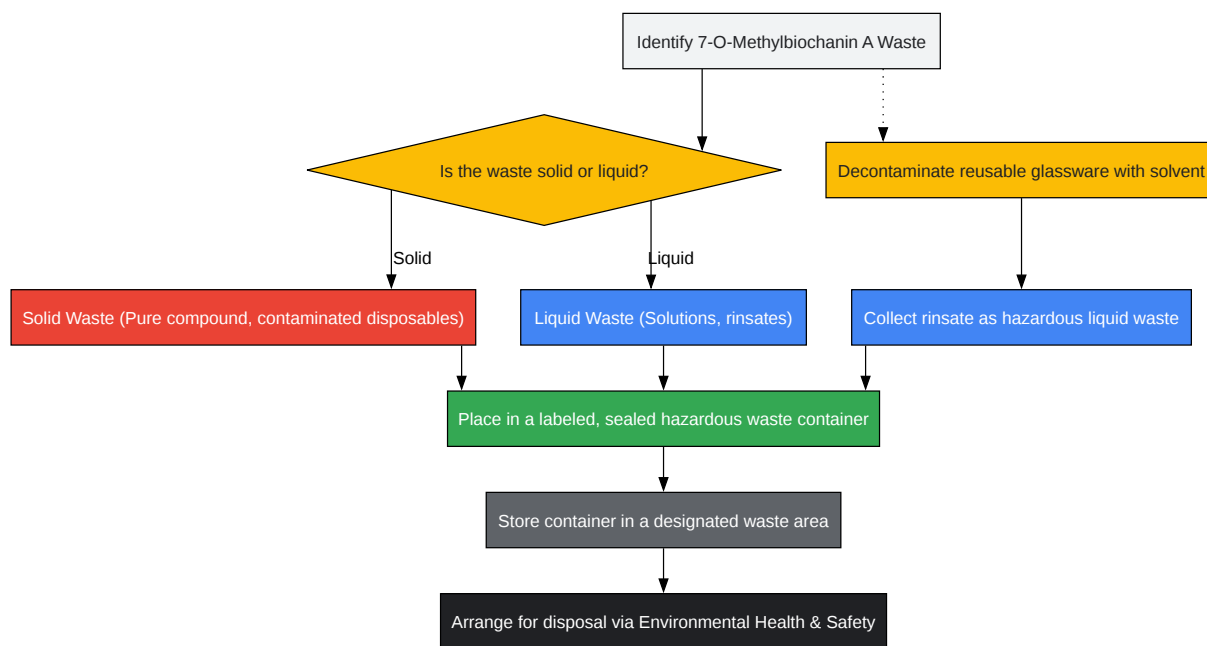 Identify 7-O-Methylbiochanin A Waste
Is the waste solid or liquid?
Decontaminate reusable glassware with solvent
Solid
Liquid
Solid Waste (Pure compound, contaminated disposables)
Liquid Waste (Solutions, rinsates)
Collect rinsate as hazardous liquid waste
Place in a labeled, sealed hazardous waste container
Store container in a designated waste area
Arrange for disposal via Environmental Health & Safety